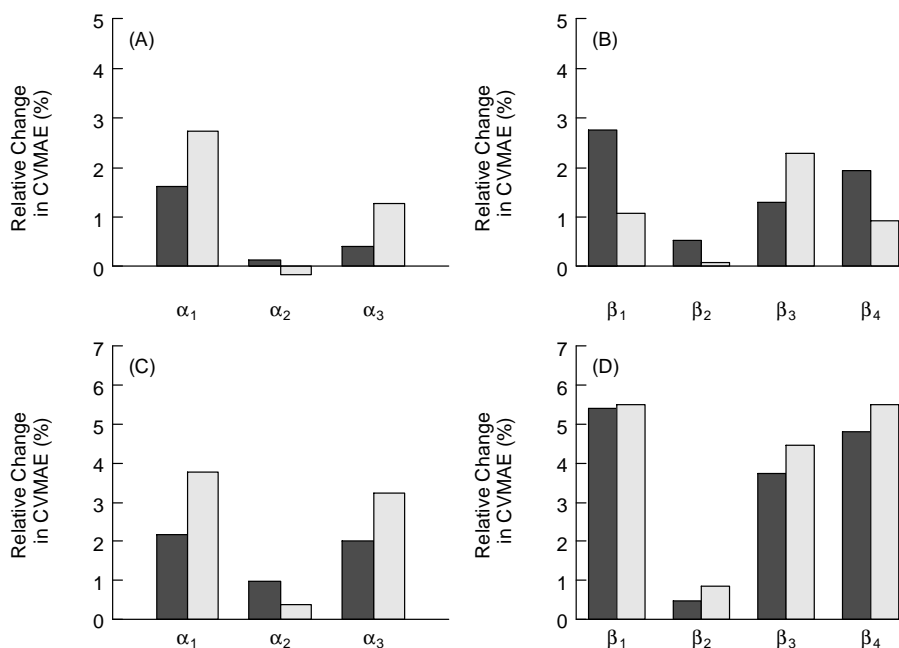 (A)
Relative Change
in CVMAE (%)
5
4
3
2
1
0
α₁ α₂ α₃
(B)
Relative Change
in CVMAE (%)
5
4
3
2
1
0
β₁ β₂ β₃ β₄
(C)
Relative Change
in CVMAE (%)
7
6
5
4
3
2
1
0
α₁ α₂ α₃
(D)
Relative Change
in CVMAE (%)
7
6
5
4
3
2
1
0
β₁ β₂ β₃ β₄